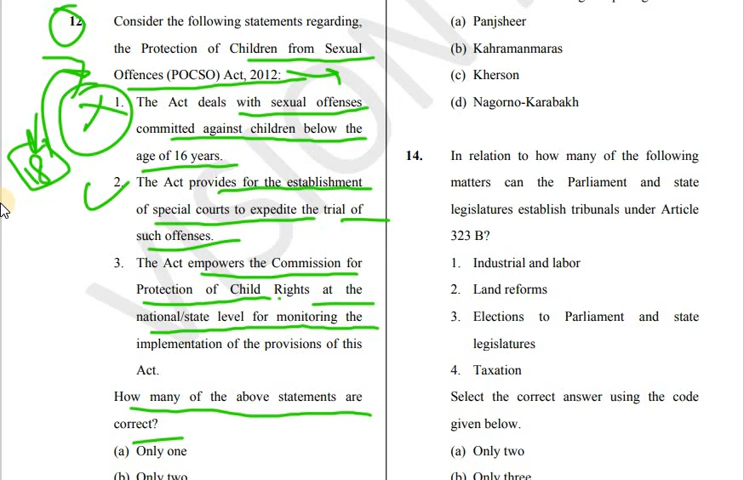 12. Consider the following statements regarding,
the Protection of Children from Sexual
Offences (POCSO) Act, 2012:
1. The Act deals with sexual offenses
committed against children below the
age of 16 years.
18
2. The Act provides for the establishment
of special courts to expedite the trial of
such offenses.
3. The Act empowers the Commission for
Protection of Child Rights at the
national/state level for monitoring the
implementation of the provisions of this
Act.
How many of the above statements are
correct?
(a) Only one
(b) Only two
(a) Panjsheer
(b) Kahramanmaras
(c) Kherson
(d) Nagorno-Karabakh
14. In relation to how many of the following
matters can the Parliament and state
legislatures establish tribunals under Article
323 B?
1. Industrial and labor
2. Land reforms
3. Elections to Parliament and state
legislatures
4. Taxation
Select the correct answer using the code
given below.
(a) Only two
(b) Only three
VISION